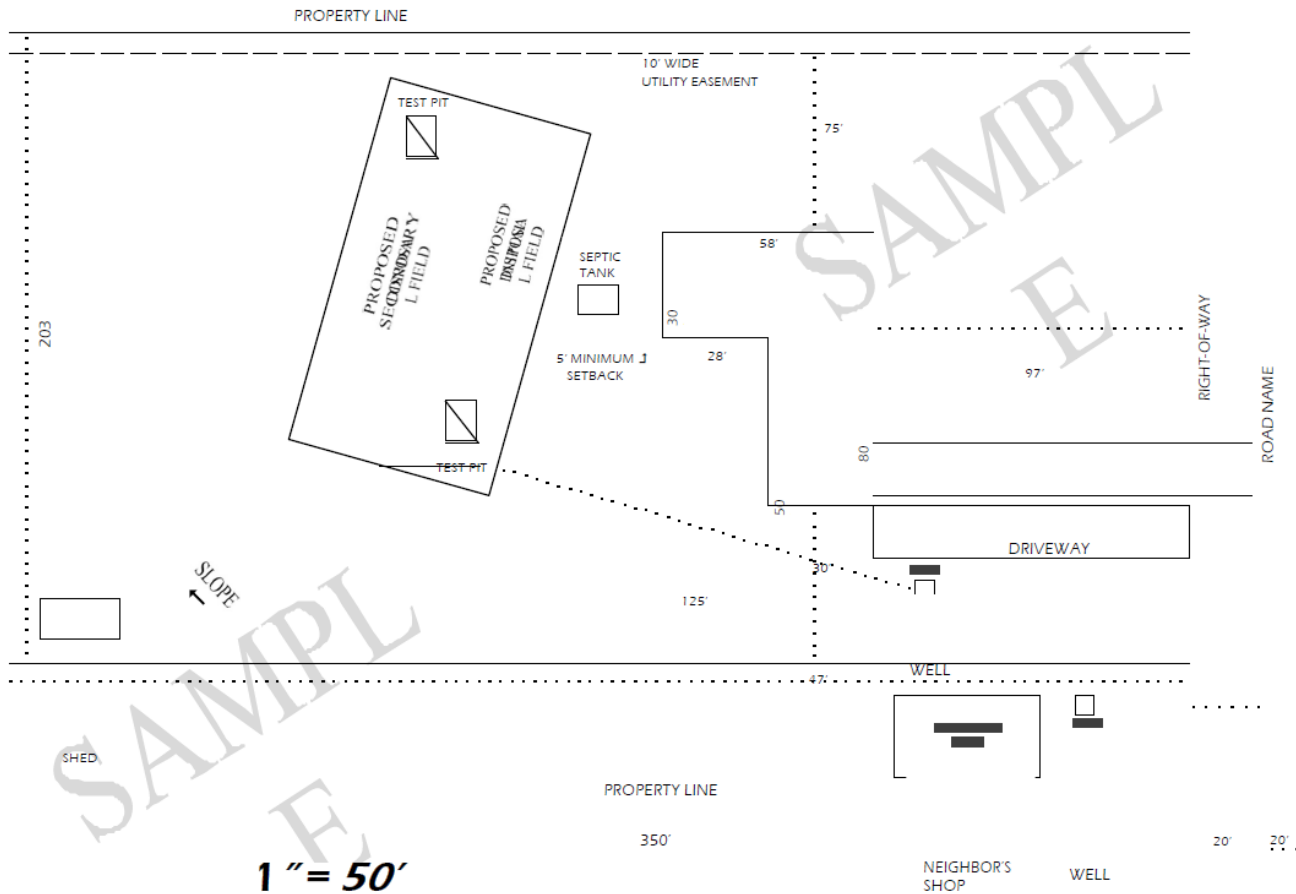 PROPERTY LINE
10' WIDE
UTILITY EASEMENT
TEST PIT
75'
SAMPL
E
PROPOSED
L FIELD
PROPOSED
L FIELD
58'
SEPTIC
TANK
30
203
5' MINIMUM
SETBACK
28'
97'
RIGHT-OF-WAY
ROAD NAME
80
TEST PIT
50
DRIVEWAY
30'
SLOPE
125'
WELL
47'
SAMPL
E
SHED
PROPERTY LINE
350'
20'
20'
1" = 50'
NEIGHBOR'S
SHOP
WELL